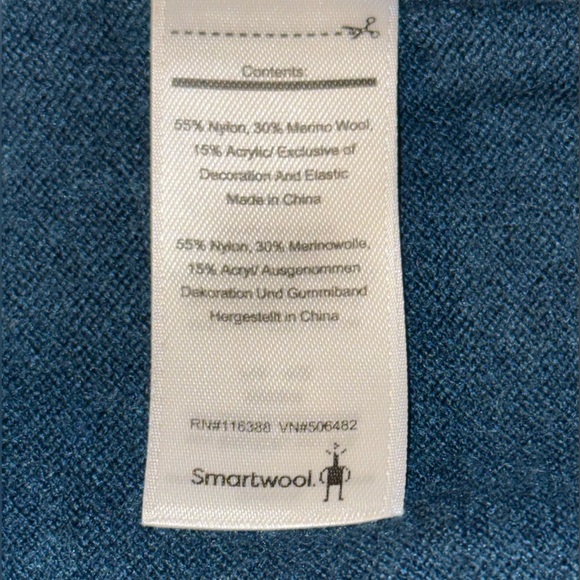 Contents:
55% Nylon, 30% Merino Wool,
15% Acrylic/ Exclusive of
Decoration And Elastic
Made in China
55% Nylon, 30% Merinowolle,
15% Acryl/ Ausgenommen
Dekoration Und Gummiband
Hergestellt in China
RN#116388 VN#506482
Smartwool.